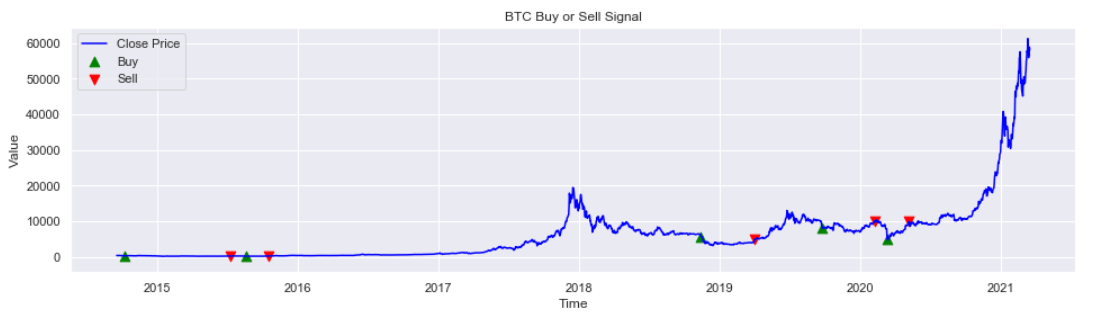 BTC Buy or Sell Signal
Close Price
Buy
Sell
60000
50000
40000
30000
20000
10000
0
Value
2015 2016 2017 2018 2019 2020 2021
Time